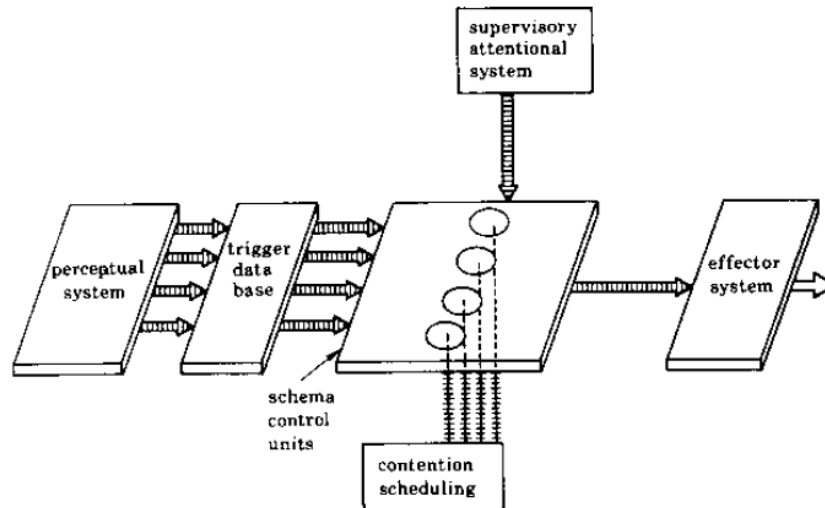 supervisory
attentional
system
perceptual
system
trigger
data
base
effector
system
schema
control
units
contention
scheduling